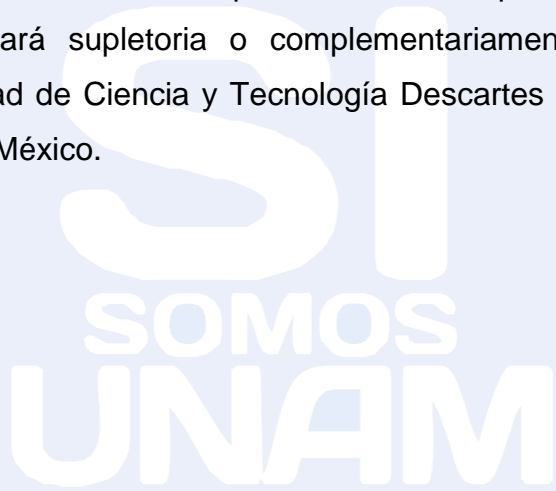 ará supletoria o complementariamen
ad de Ciencia y Tecnología Descartes
México.
SI
SOMOS
UNAM